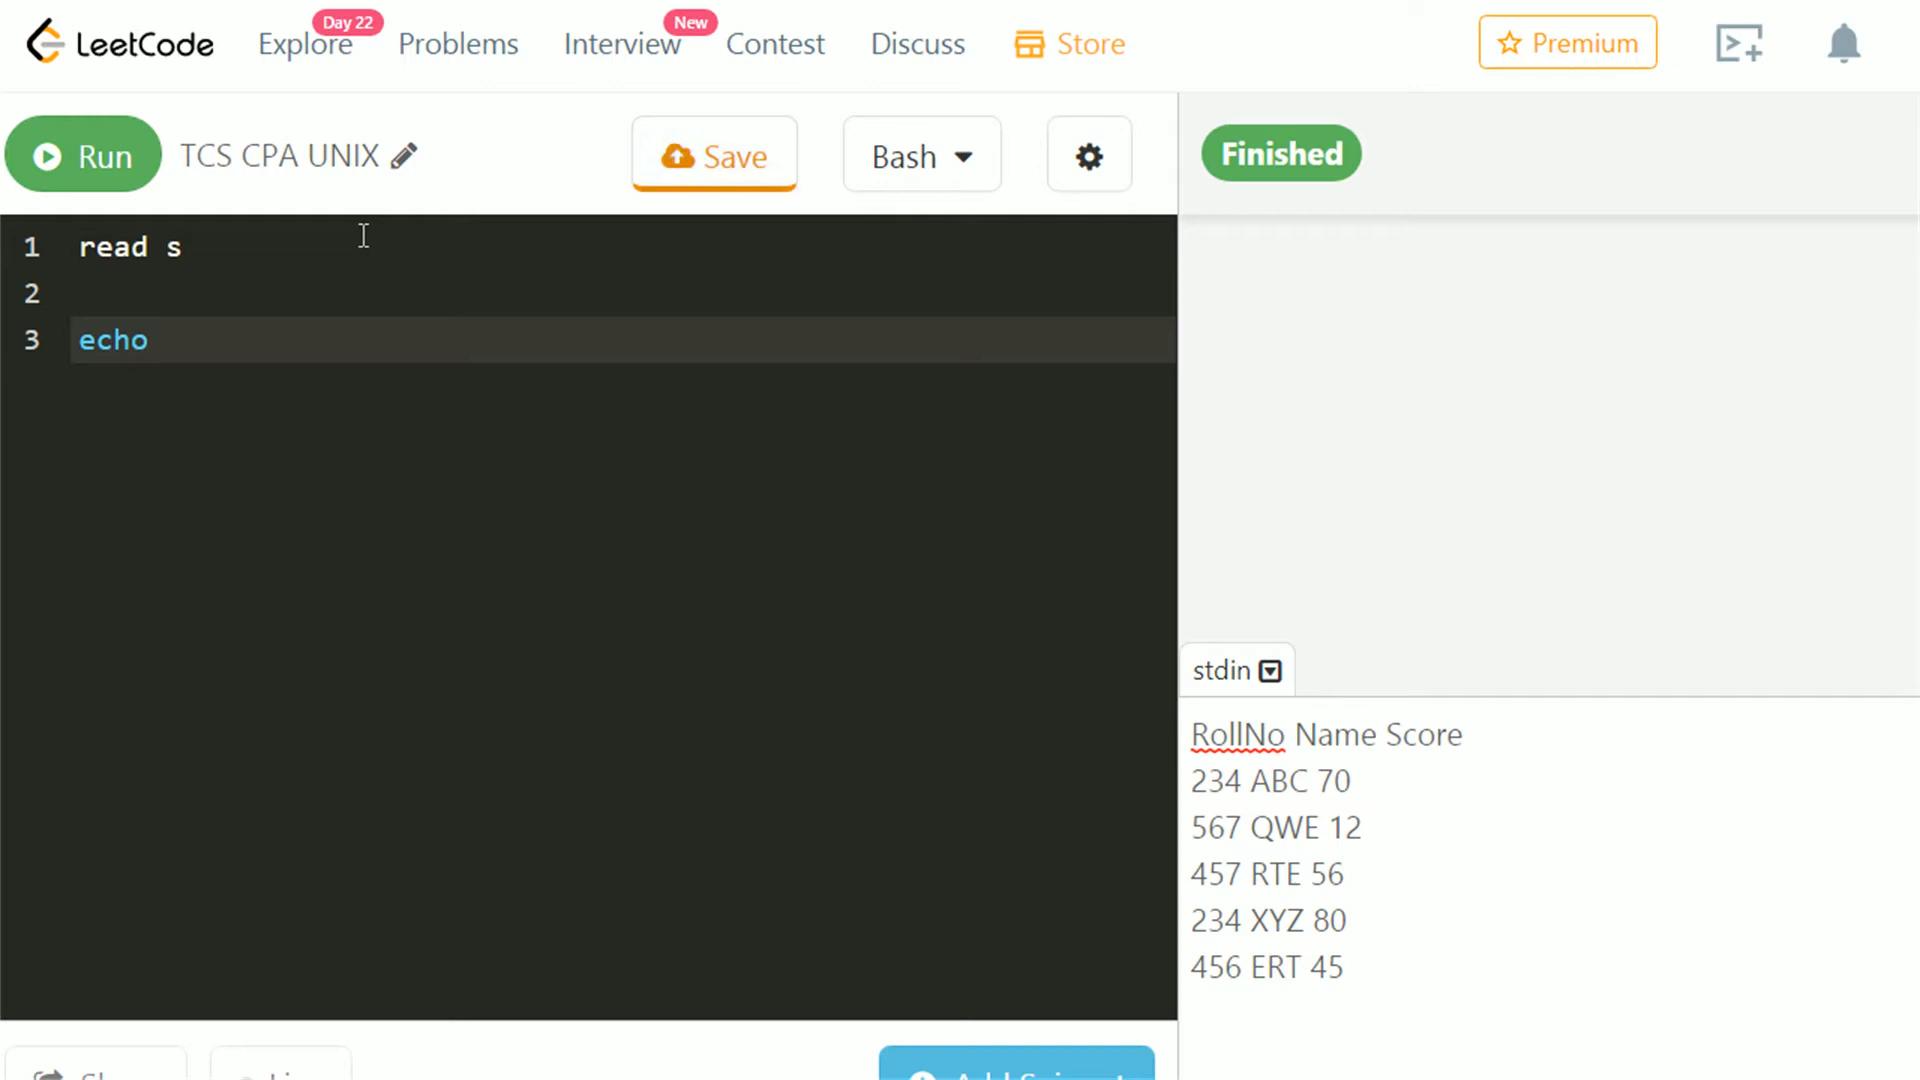 LeetCode Explore Day 22 Problems Interview New Contest Discuss Store Premium
Run TCS CPA UNIX Save Bash Finished
1 read s
2
3 echo
stdin
RollNo Name Score
234 ABC 70
567 QWE 12
457 RTE 56
234 XYZ 80
456 ERT 45